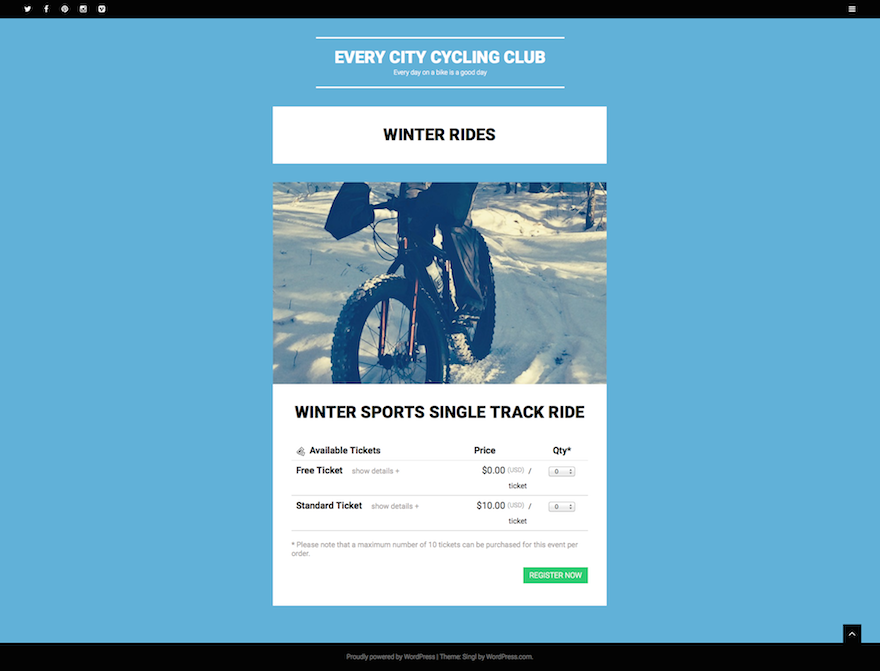 EVERY CITY CYCLING CLUB
Every day on a bike is a good day
WINTER RIDES
WINTER SPORTS SINGLE TRACK RIDE
Available Tickets Price Qty*
Free Ticket show details + $0.00 (USD) / 0
ticket
Standard Ticket show details + $10.00 (USD) / 0
ticket
* Please note that a maximum number of 10 tickets can be purchased for this event per
order.
REGISTER NOW
Proudly powered by WordPress | Theme: Singl by WordPress.com.